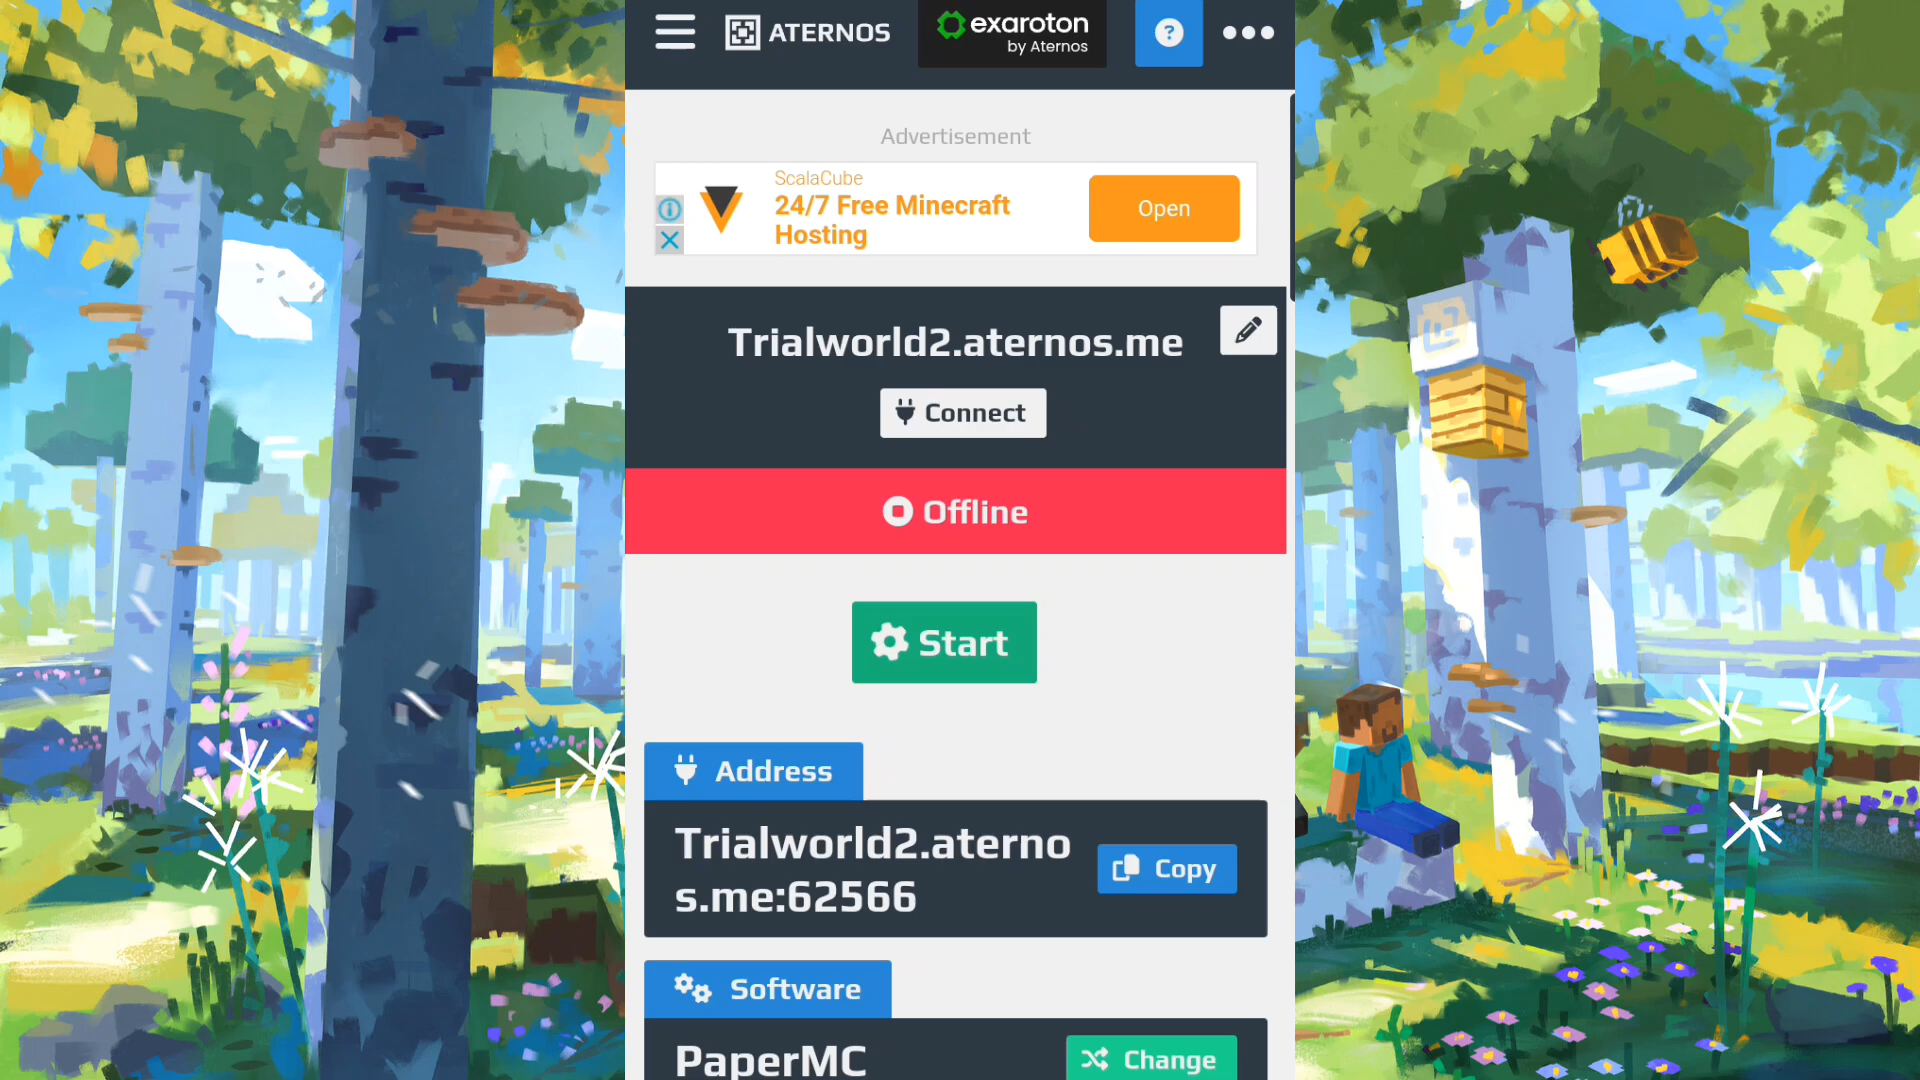 ATERNOS
exaroton
by Aternos
?
Advertisement
ScalaCube
24/7 Free Minecraft
Hosting
Open
Trialworld2.aternos.me
Connect
Offline
Start
Address
Trialworld2.aterno
s.me:62566
Copy
Software
PaperMC
Change